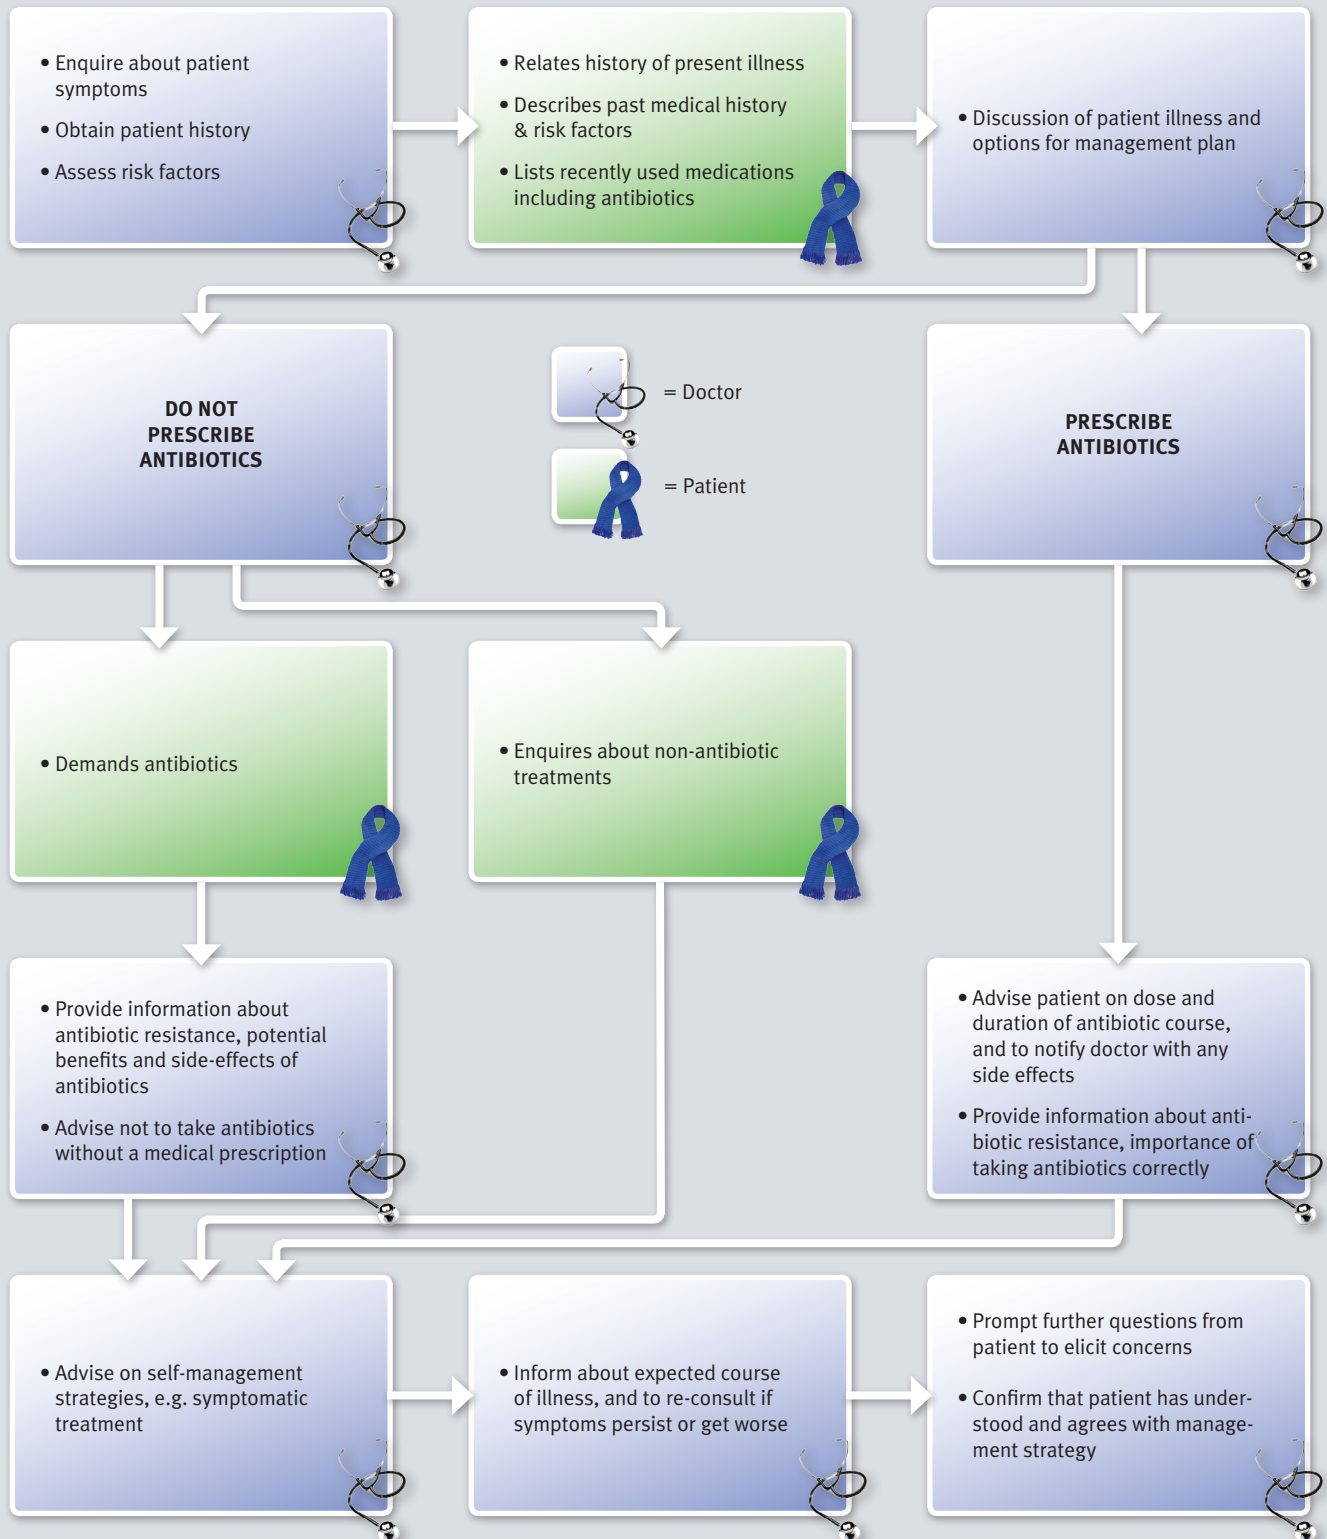 • Enquire about patient
symptoms
• Obtain patient history
• Assess risk factors
• Relates history of present illness
• Describes past medical history
& risk factors
• Lists recently used medications
including antibiotics
• Discussion of patient illness and
options for management plan
DO NOT
PRESCRIBE
ANTIBIOTICS
= Doctor
= Patient
PRESCRIBE
ANTIBIOTICS
• Demands antibiotics
• Enquires about non-antibiotic
treatments
• Provide information about
antibiotic resistance, potential
benefits and side-effects of
antibiotics
• Advise not to take antibiotics
without a medical prescription
• Advise patient on dose and
duration of antibiotic course,
and to notify doctor with any
side effects
• Provide information about anti-
biotic resistance, importance of
taking antibiotics correctly
• Advise on self-management
strategies, e.g. symptomatic
treatment
• Inform about expected course
of illness, and to re-consult if
symptoms persist or get worse
• Prompt further questions from
patient to elicit concerns
• Confirm that patient has under-
stood and agrees with manage-
ment strategy